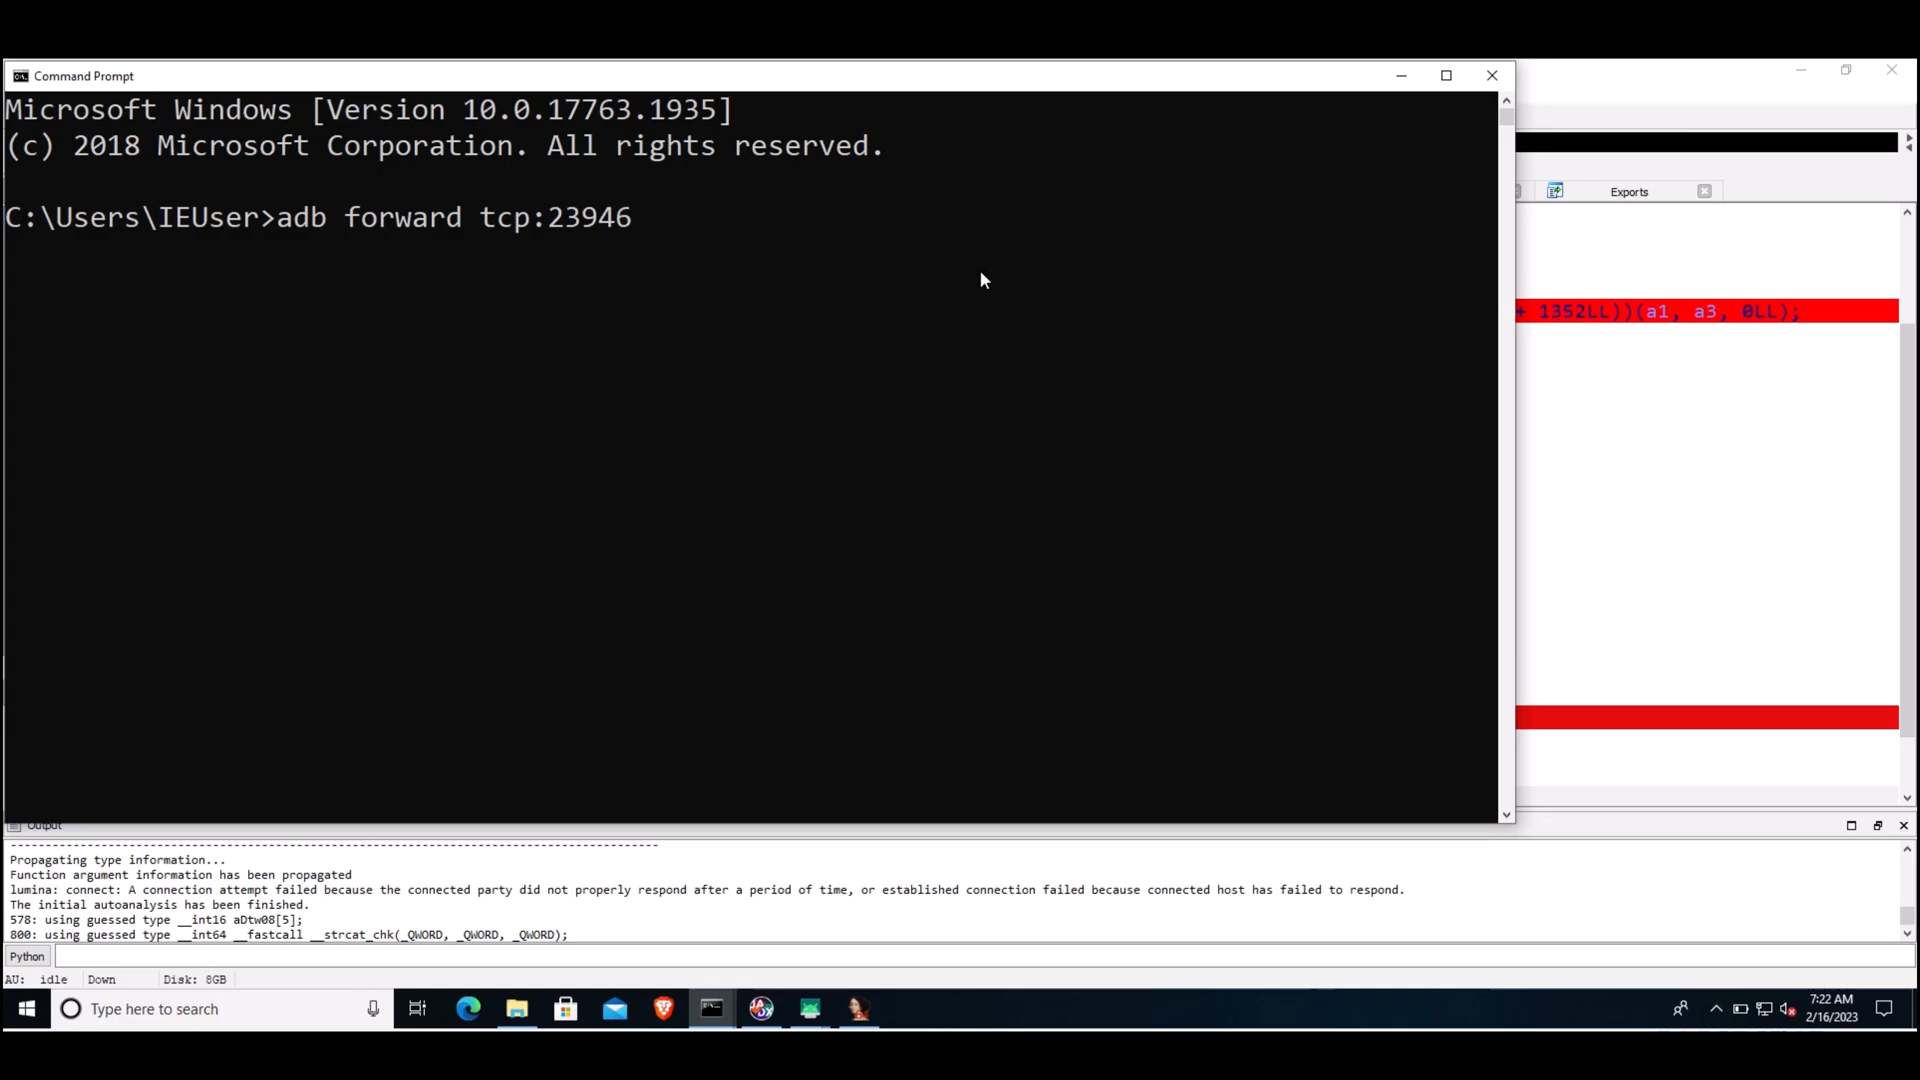 Command Prompt
Microsoft Windows [Version 10.0.17763.1935]
(c) 2018 Microsoft Corporation. All rights reserved.
C:\Users\IEUser>adb forward tcp:23946
Exports
+ 1352LL))(a1, a3, 0LL);
Output
--------------------------------------------------------------------------------------------
Propagating type information...
Function argument information has been propagated
lumina: connect: A connection attempt failed because the connected party did not properly respond after a period of time, or established connection failed because connected host has failed to respond.
The initial autoanalysis has been finished.
578: using guessed type __int16 aDtw08[5];
800: using guessed type __int64 __fastcall __strcat_chk(_QWORD, _QWORD, _QWORD);
Python
AU: idle Down Disk: 8GB
Type here to search
7:22 AM
2/16/2023